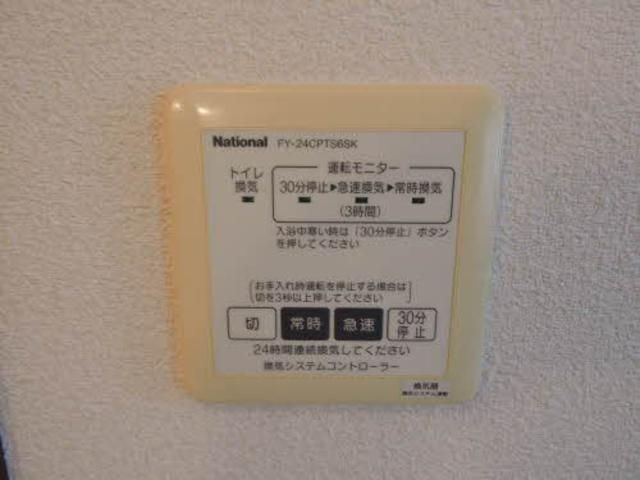 National FY-24CPTS6SK
運転モニター
トイレ
換気
30分停止▶急速換気▶常時換気
(3時間)
入浴中寒い時は「30分停止」ボタン
を押してください
お手入れ時運転を停止する場合は
切を3秒以上押してください
切 常時 急速 30分
停止
24時間連続換気してください
換気システムコントローラー